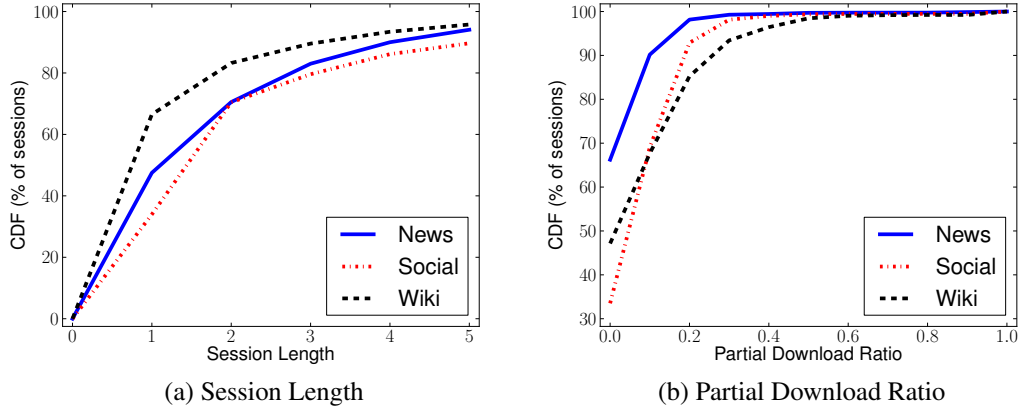 100
80
60
40
20
0
CDF (% of sessions)
0 1 2 3 4 5
Session Length
News
Social
Wiki
(a) Session Length
100
90
80
70
60
50
40
30
CDF (% of sessions)
0.0 0.2 0.4 0.6 0.8 1.0
Partial Download Ratio
News
Social
Wiki
(b) Partial Download Ratio